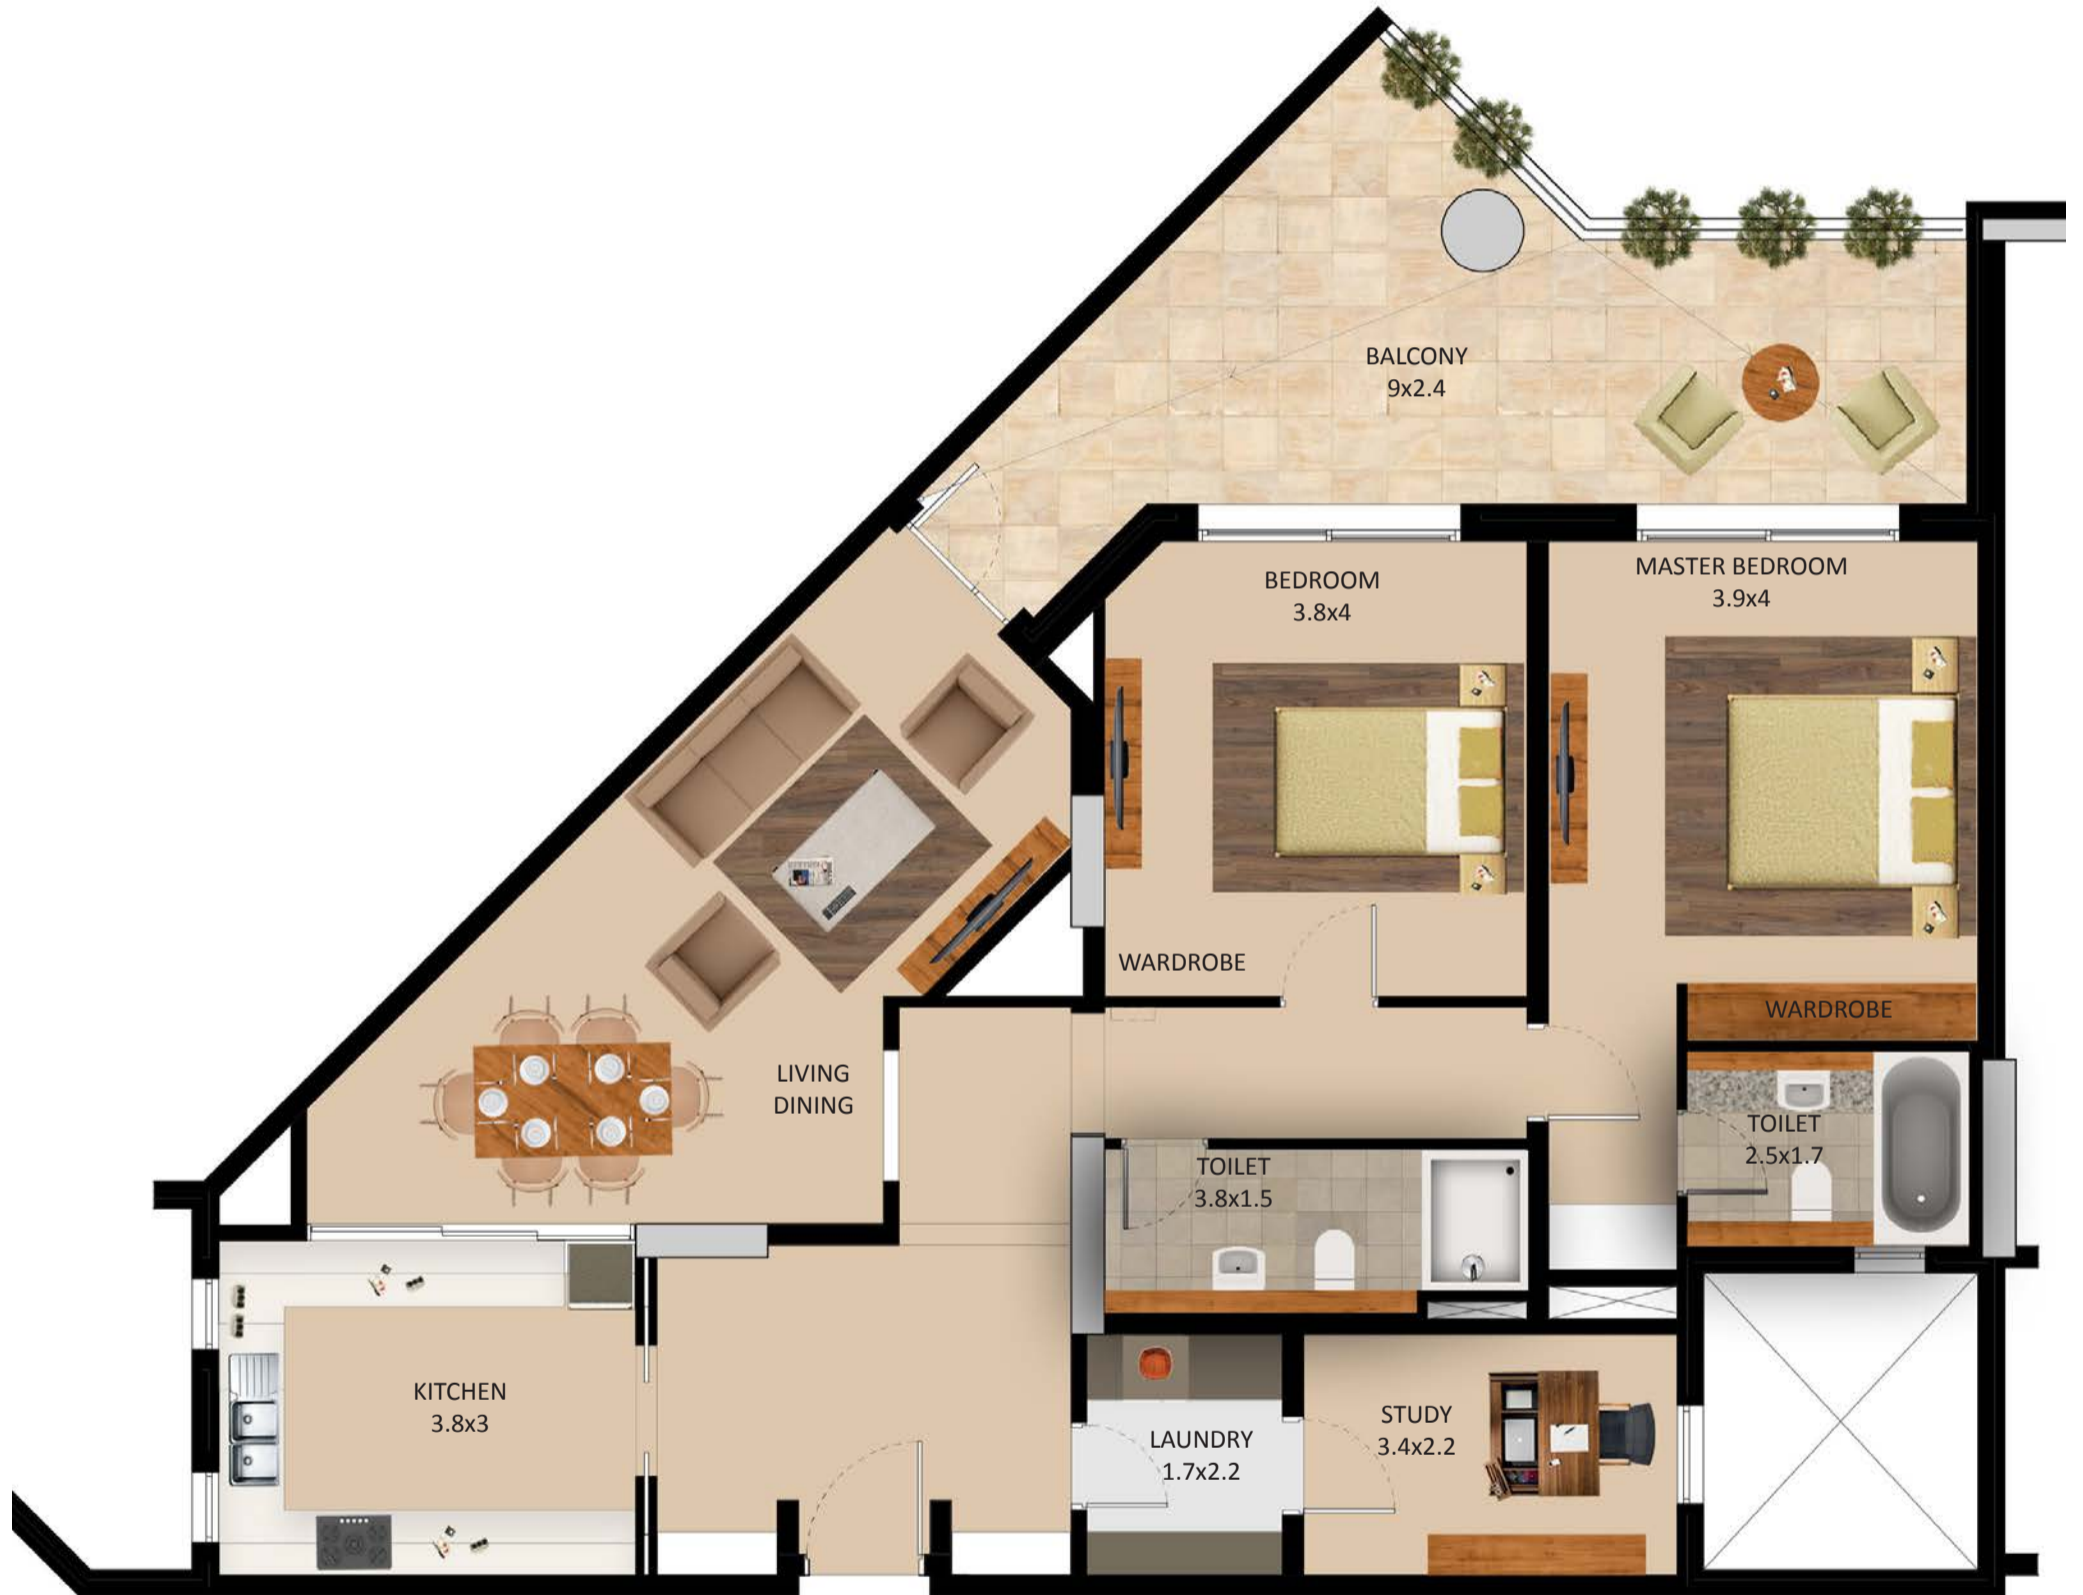 BALCONY
9x2.4
BEDROOM
3.8x4
MASTER BEDROOM
3.9x4
WARDROBE
WARDROBE
LIVING
DINING
TOILET
3.8x1.5
TOILET
2.5x1.7
KITCHEN
3.8x3
LAUNDRY
1.7x2.2
STUDY
3.4x2.2